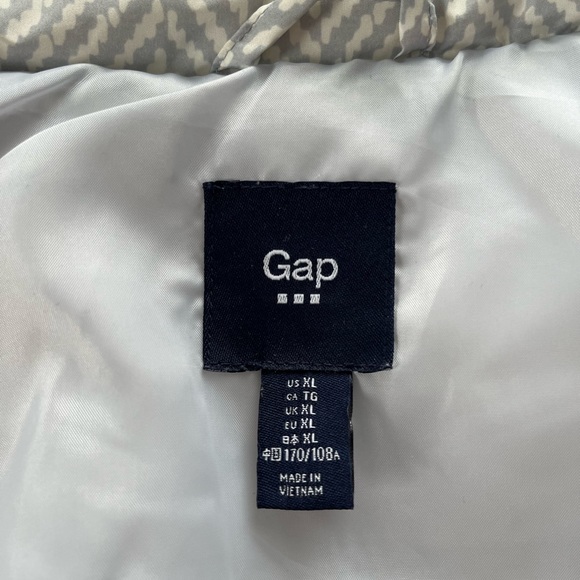 Gap
US XL
CA TG
UK XL
EU XL
日本 XL
中国 170/108A
MADE IN
VIETNAM